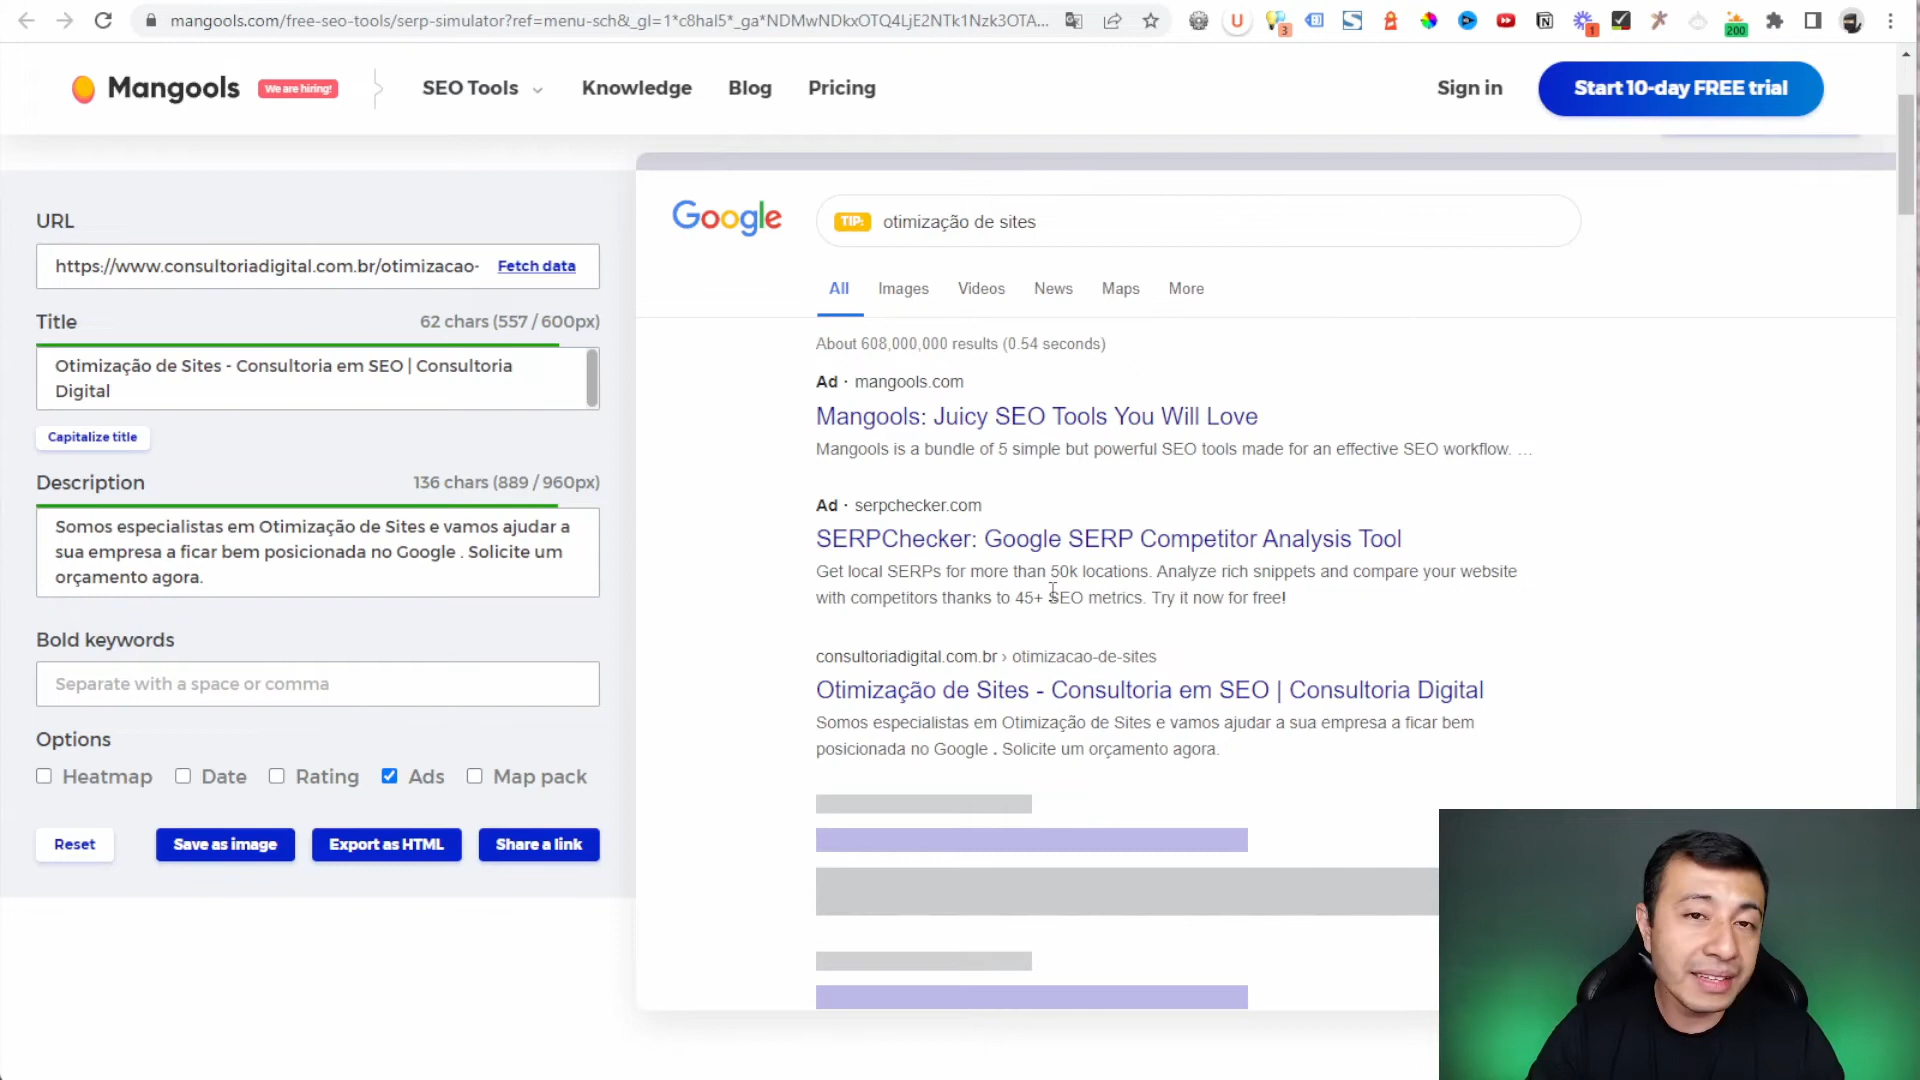 mangools.com/free-seo-tools/serp-simulator?ref=menu-sch&_gl=1*c8hal5*_ga*NDMwNDkxOTQ4LjE2NTk1Nzk3OTA...
3
1
200
Mangools
We are hiring!
SEO Tools
Knowledge
Blog
Pricing
Sign in
Start 10-day FREE trial
URL
https://www.consultoriadigital.com.br/otimizacao-
Fetch data
Title
62 chars (557 / 600px)
Otimização de Sites - Consultoria em SEO | Consultoria
Digital
Capitalize title
Description
136 chars (889 / 960px)
Somos especialistas em Otimização de Sites e vamos ajudar a
sua empresa a ficar bem posicionada no Google . Solicite um
orçamento agora.
Bold keywords
Separate with a space or comma
Options
Heatmap
Date
Rating
Ads
Map pack
Reset
Save as image
Export as HTML
Share a link
Google
TIP:
otimização de sites
All
Images
Videos
News
Maps
More
About 608,000,000 results (0.54 seconds)
Ad · mangools.com
Mangools: Juicy SEO Tools You Will Love
Mangools is a bundle of 5 simple but powerful SEO tools made for an effective SEO workflow. ...
Ad · serpchecker.com
SERPChecker: Google SERP Competitor Analysis Tool
Get local SERPs for more than 50k locations. Analyze rich snippets and compare your website
with competitors thanks to 45+ SEO metrics. Try it now for free!
consultoriadigital.com.br › otimizacao-de-sites
Otimização de Sites - Consultoria em SEO | Consultoria Digital
Somos especialistas em Otimização de Sites e vamos ajudar a sua empresa a ficar bem
posicionada no Google . Solicite um orçamento agora.